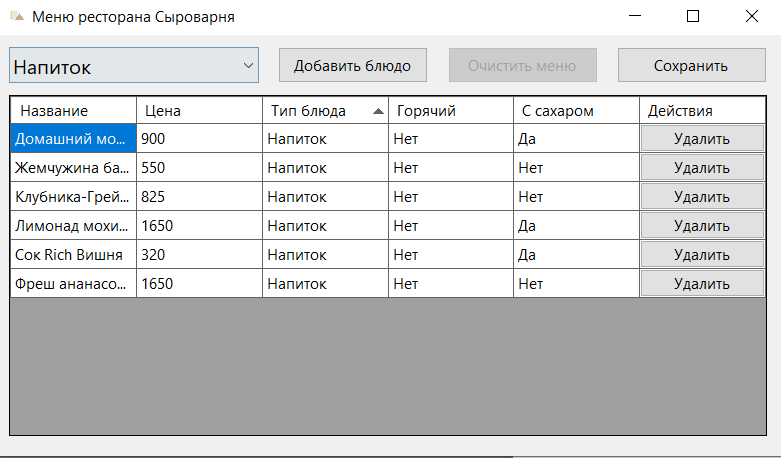 Меню ресторана Сыроварня
Напиток Добавить блюдо Очистить меню Сохранить
Название Цена Тип блюда Горячий С сахаром Действия
Домашний мо... 900 Напиток Нет Да Удалить
Жемчужина ба... 550 Напиток Нет Нет Удалить
Клубника-Грей... 825 Напиток Нет Нет Удалить
Лимонад мохи... 1650 Напиток Нет Да Удалить
Сок Rich Вишня 320 Напиток Нет Да Удалить
Фреш ананасо... 1650 Напиток Нет Нет Удалить